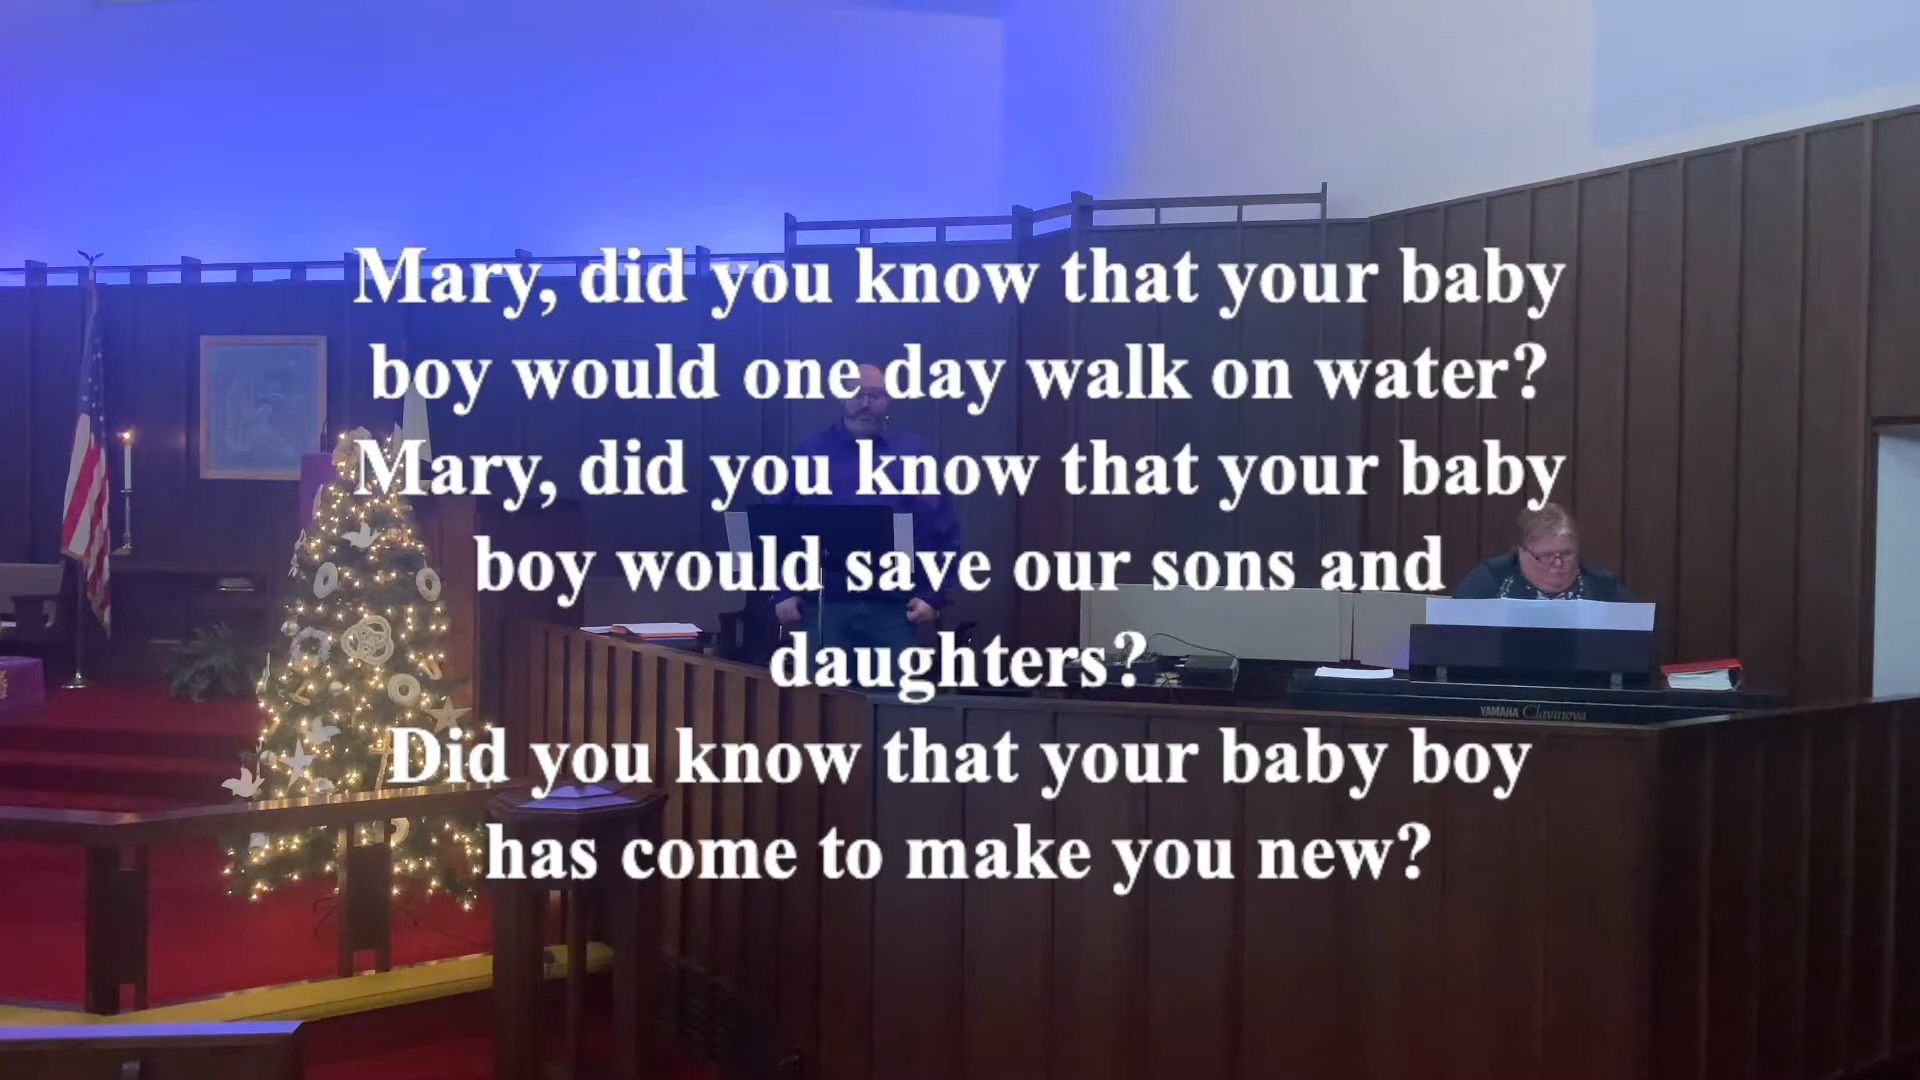 Mary, did you know that your baby
boy would one day walk on water?
Mary, did you know that your baby
boy would save our sons and
daughters?
Did you know that your baby boy
has come to make you new?
YAMAHA Clavinova